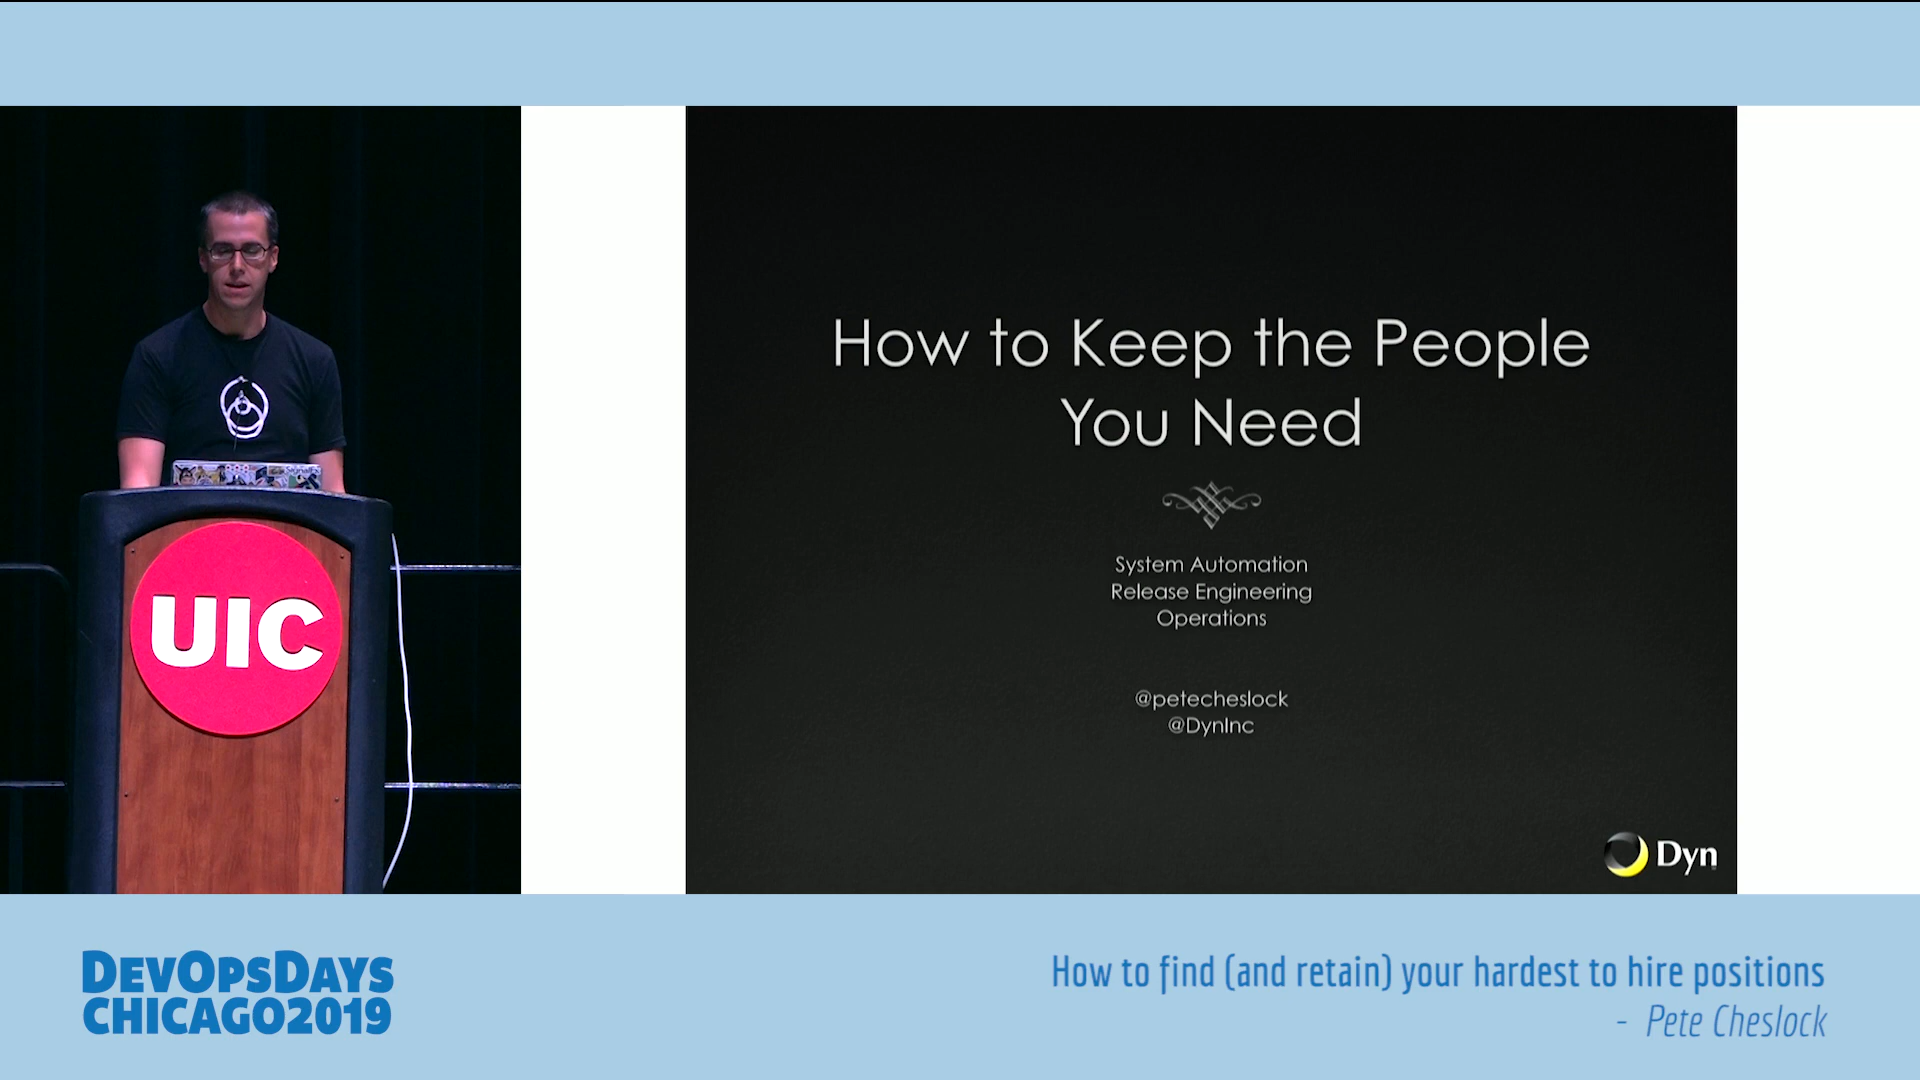 How to Keep the People
You Need
System Automation
Release Engineering
Operations
@petecheslock
@DynInc
Dyn
UIC
DEVOPSDAYS
CHICAGO2019
How to find (and retain) your hardest to hire positions
- Pete Cheslock